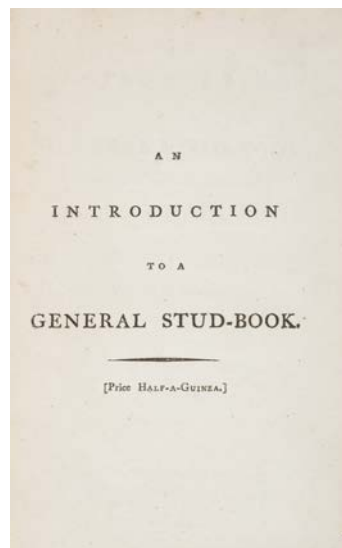 AN
INTRODUCTION
TO A
GENERAL STUD-BOOK.
[Price HALF-A-GUINEA.]